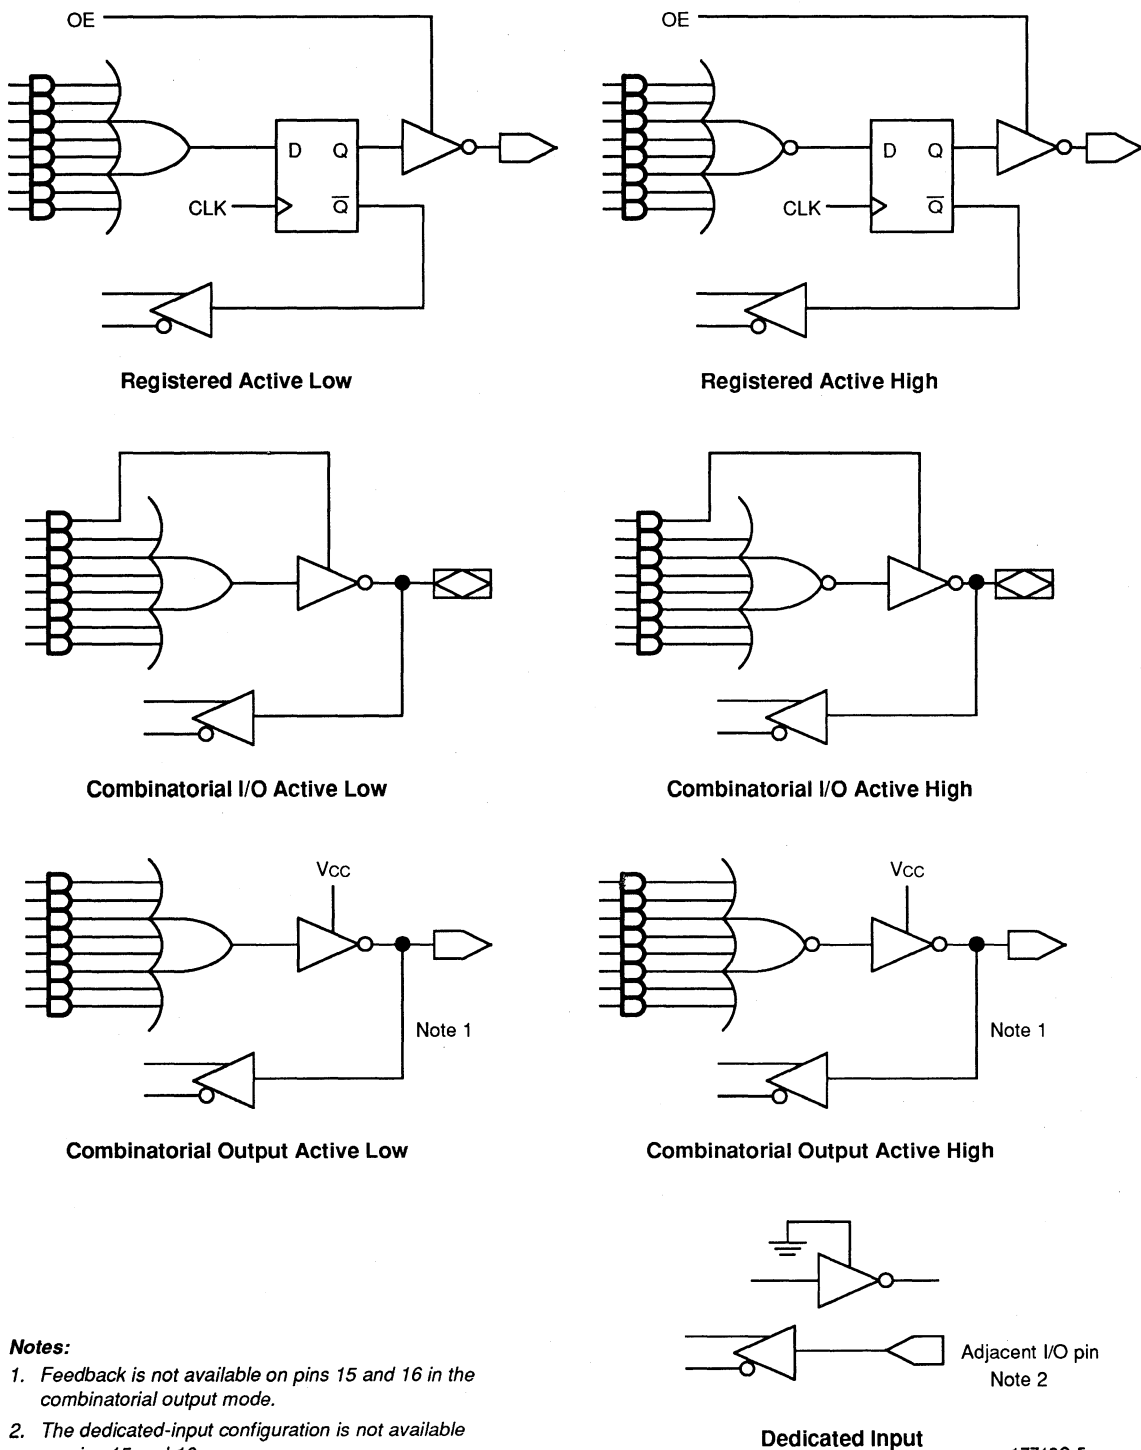 OE
OE
D Q
CLK
Q
D Q
CLK
Q
Registered Active Low
Registered Active High
Combinatorial I/O Active Low
Combinatorial I/O Active High
VCC
VCC
Note 1
Note 1
Combinatorial Output Active Low
Combinatorial Output Active High
Notes:
1. Feedback is not available on pins 15 and 16 in the
combinatorial output mode.
2. The dedicated-input configuration is not available
Adjacent I/O pin
Note 2
Dedicated Input